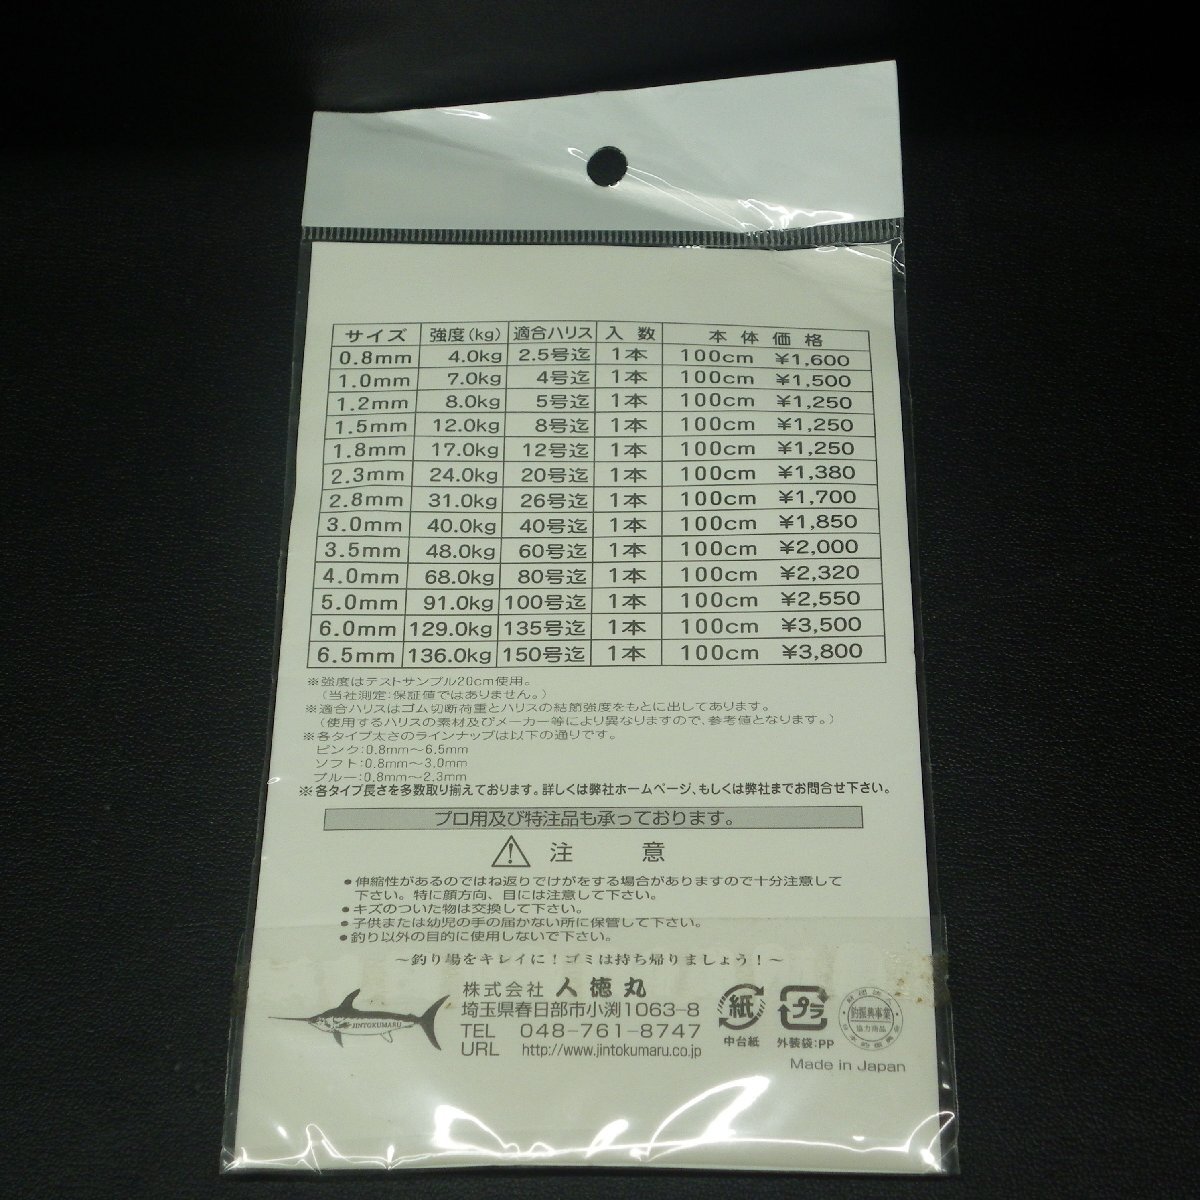 サイズ 強度(kg) 適合ハリス 入数 本体価格
0.8mm 4.0kg 2.5号迄 1本 100cm ¥1,600
1.0mm 7.0kg 4号迄 1本 100cm ¥1,500
1.2mm 8.0kg 5号迄 1本 100cm ¥1,250
1.5mm 12.0kg 8号迄 1本 100cm ¥1,250
1.8mm 17.0kg 12号迄 1本 100cm ¥1,250
2.3mm 24.0kg 20号迄 1本 100cm ¥1,380
2.8mm 31.0kg 26号迄 1本 100cm ¥1,700
3.0mm 40.0kg 40号迄 1本 100cm ¥1,850
3.5mm 48.0kg 60号迄 1本 100cm ¥2,000
4.0mm 68.0kg 80号迄 1本 100cm ¥2,320
5.0mm 91.0kg 100号迄 1本 100cm ¥2,550
6.0mm 129.0kg 135号迄 1本 100cm ¥3,500
6.5mm 136.0kg 150号迄 1本 100cm ¥3,800
※強度はテストサンプル20cm使用。
(当社測定:保証値ではありません。)
※適合ハリスはゴム切断荷重とハリスの結節強度をもとに出してあります。
(使用するハリスの素材及びメーカー等により異なりますので、参考値となります。)
※各タイプ太さのラインナップは以下の通りです。
ピンク:0.8mm〜6.5mm
ソフト:0.8mm〜3.0mm
ブルー:0.8mm〜2.3mm
※各タイプ長さを多数取り揃えております。詳しくは弊社ホームページ、もしくは弊社までお問合せ下さい。
プロ用及び特注品も承っております。
注意
●伸縮性があるのではね返りでけがをする場合がありますので十分注意して
下さい。特に顔方向、目には注意して下さい。
●キズのついた物は交換して下さい。
●子供または幼児の手の届かない所に保管して下さい。
●釣り以外の目的に使用しないで下さい。
〜釣り場をキレイに!ゴミは持ち帰りましょう!〜
JINTOKUMARU
株式会社 人徳丸
埼玉県春日部市小渕1063-8
TEL 048-761-8747
URL http://www.jintokumaru.co.jp
紙
中台紙
プラ
外装袋:PP
釣振興事業
協力商品
Made in Japan